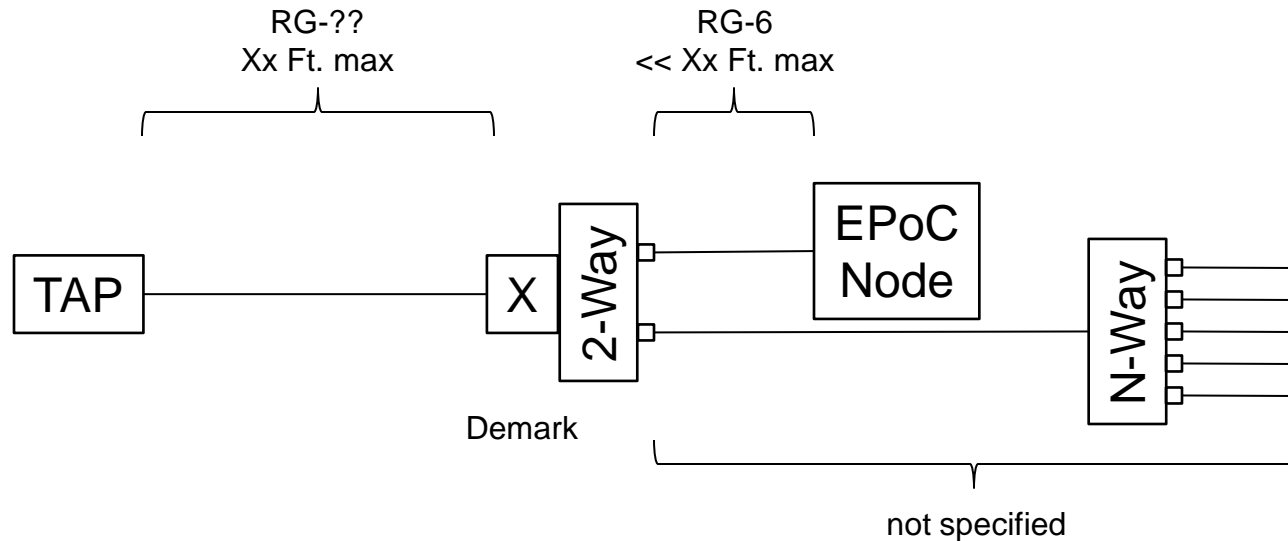 RG-??
Xx Ft. max
RG-6
<< Xx Ft. max
TAP
X
2-Way
EPoC
Node
N-Way
Demark
not specified